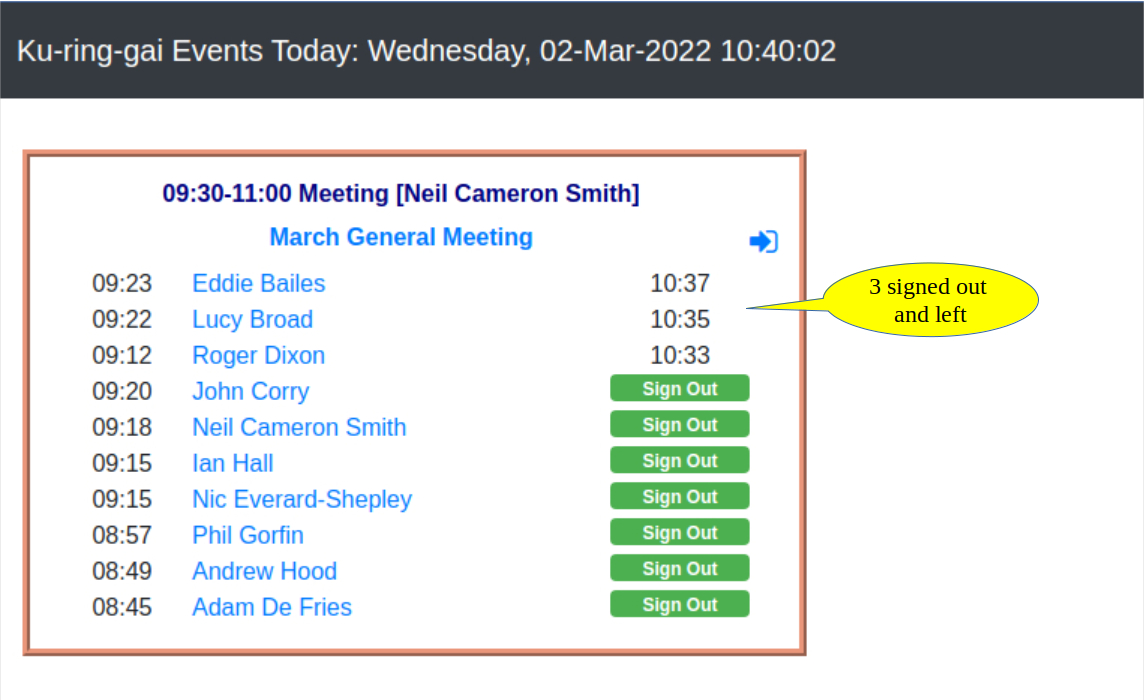 Ku-ring-gai Events Today: Wednesday, 02-Mar-2022 10:40:02
09:30-11:00 Meeting [Neil Cameron Smith]
March General Meeting
09:23 Eddie Bailes 10:37
09:22 Lucy Broad 10:35
09:12 Roger Dixon 10:33
09:20 John Corry Sign Out
09:18 Neil Cameron Smith Sign Out
09:15 Ian Hall Sign Out
09:15 Nic Everard-Shepley Sign Out
08:57 Phil Gorfin Sign Out
08:49 Andrew Hood Sign Out
08:45 Adam De Fries Sign Out
3 signed out
and left